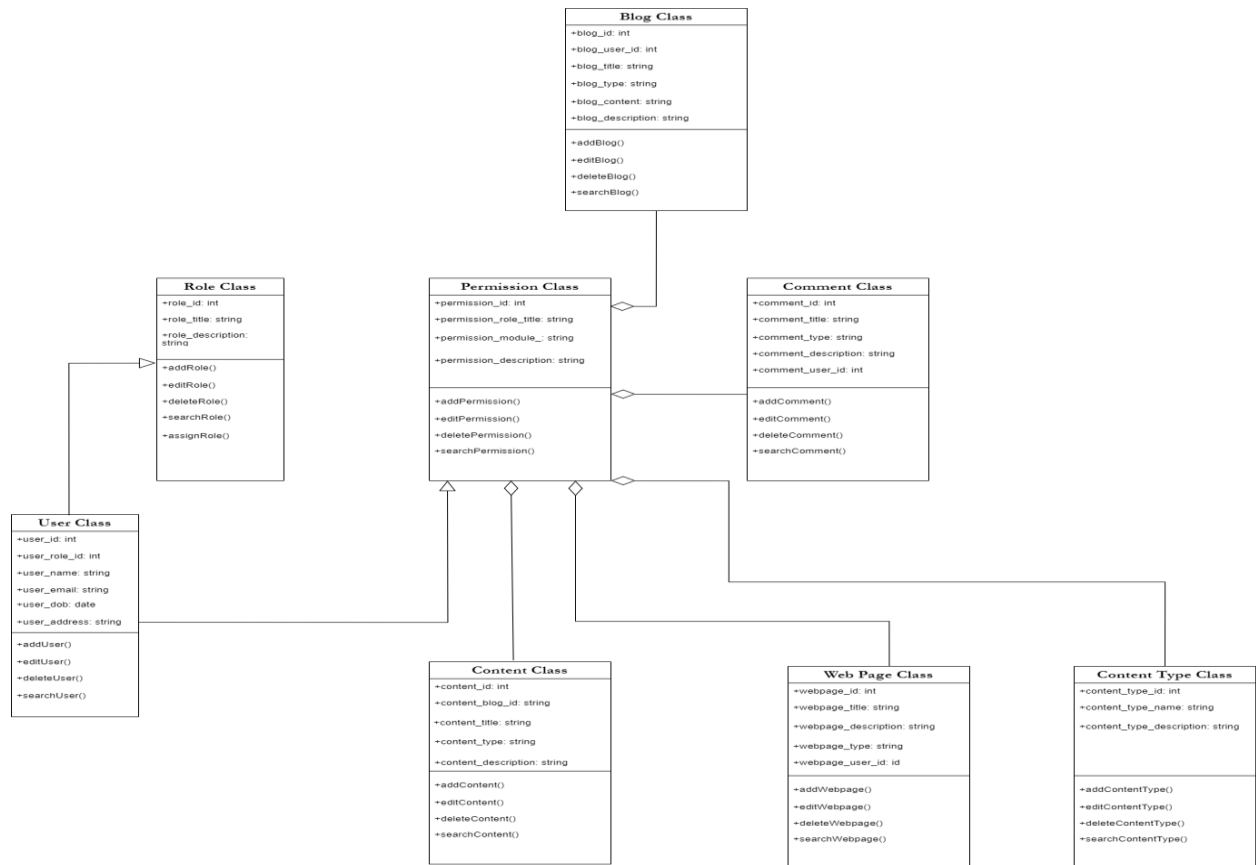 Blog Class
+blog_id: int
+blog_user_id: int
+blog_title: string
+blog_type: string
+blog_content: string
+blog_description: string
+addBlog()
+editBlog()
+deleteBlog()
+searchBlog()
Role Class
+role_id: int
+role_title: string
+role_description:
string
+addRole()
+editRole()
+deleteRole()
+searchRole()
+assignRole()
Permission Class
+permission_id: int
+permission_role_title: string
+permission_module_: string
+permission_description: string
+addPermission()
+editPermission()
+deletePermission()
+searchPermission()
Comment Class
+comment_id: int
+comment_title: string
+comment_type: string
+comment_description: string
+comment_user_id: int
+addComment()
+editComment()
+deleteComment()
+searchComment()
User Class
+user_id: int
+user_role_id: int
+user_name: string
+user_email: string
+user_dob: date
+user_address: string
+addUser()
+editUser()
+deleteUser()
+searchUser()
Content Class
+content_id: int
+content_blog_id: string
+content_title: string
+content_type: string
+content_description: string
+addContent()
+editContent()
+deleteContent()
+searchContent()
Web Page Class
+webpage_id: int
+webpage_title: string
+webpage_description: string
+webpage_type: string
+webpage_user_id: id
+addWebpage()
+editWebpage()
+deleteWebpage()
+searchWebpage()
Content Type Class
+content_type_id: int
+content_type_name: string
+content_type_description: string
+addContentType()
+editContentType()
+deleteContentType()
+searchContentType()